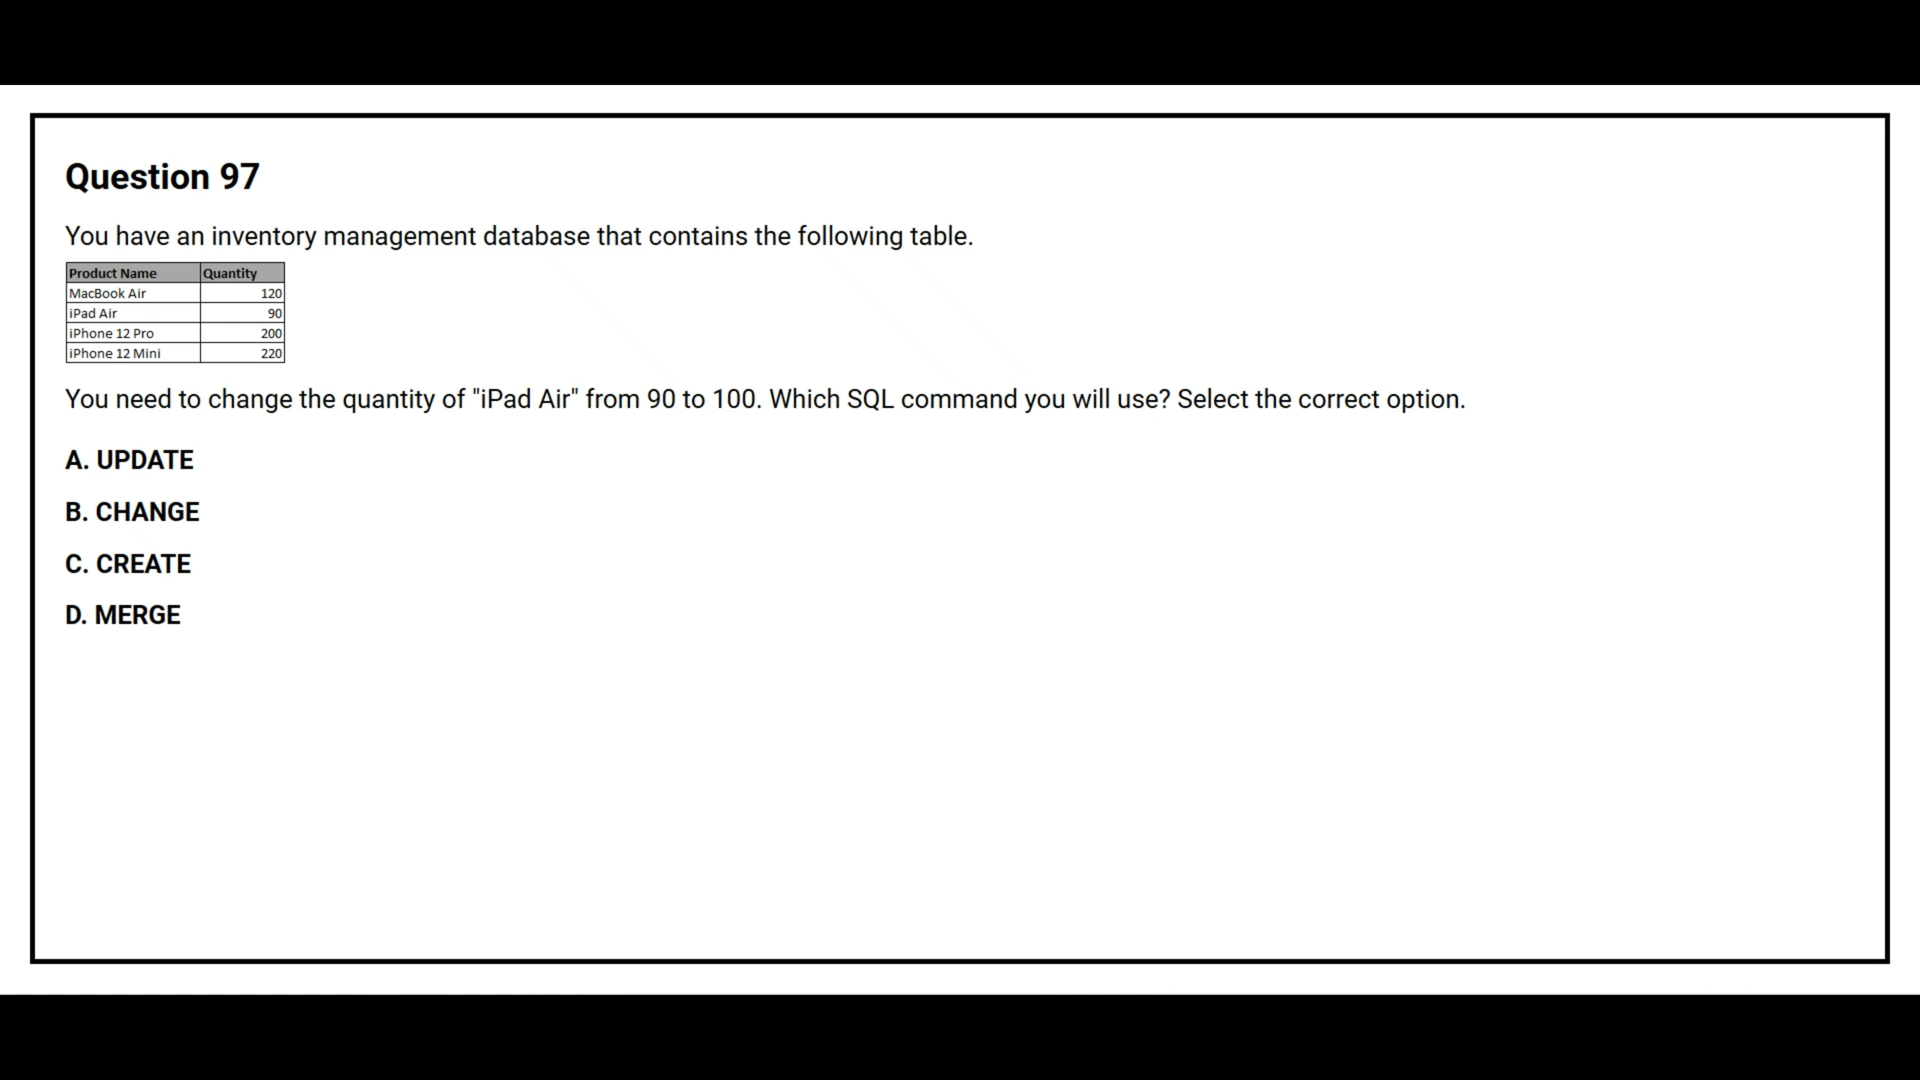 Question 97
You have an inventory management database that contains the following table.
Product Name Quantity
MacBook Air 120
iPad Air 90
iPhone 12 Pro 200
iPhone 12 Mini 220
You need to change the quantity of "iPad Air" from 90 to 100. Which SQL command you will use? Select the correct option.
A. UPDATE
B. CHANGE
C. CREATE
D. MERGE